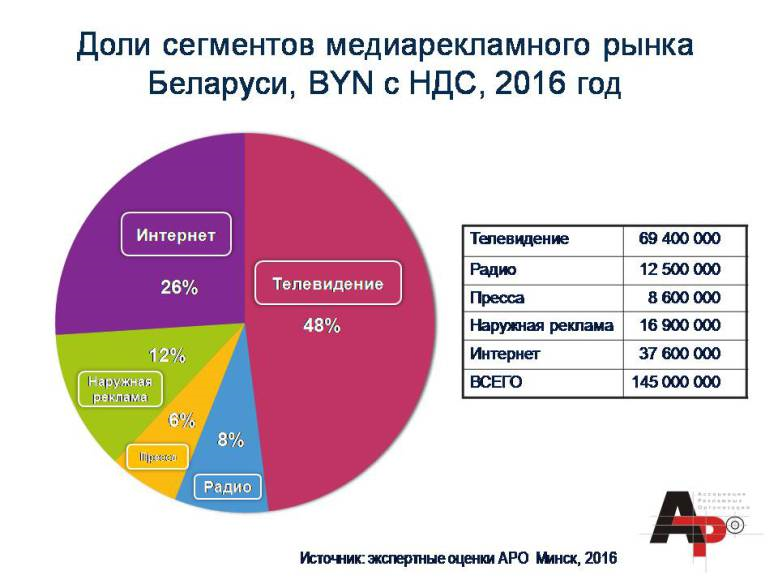 Доли сегментов медиарекламного рынка
Беларуси, BYN с НДС, 2016 год
Интернет
26%
Телевидение
48%
12%
Наружная
реклама
6%
Пресса
8%
Радио
Телевидение 69 400 000
Радио 12 500 000
Пресса 8 600 000
Наружная реклама 16 900 000
Интернет 37 600 000
ВСЕГО 145 000 000
Ассоциация
Рекламных
Организаций
АРО
Источник: экспертные оценки АРО Минск, 2016